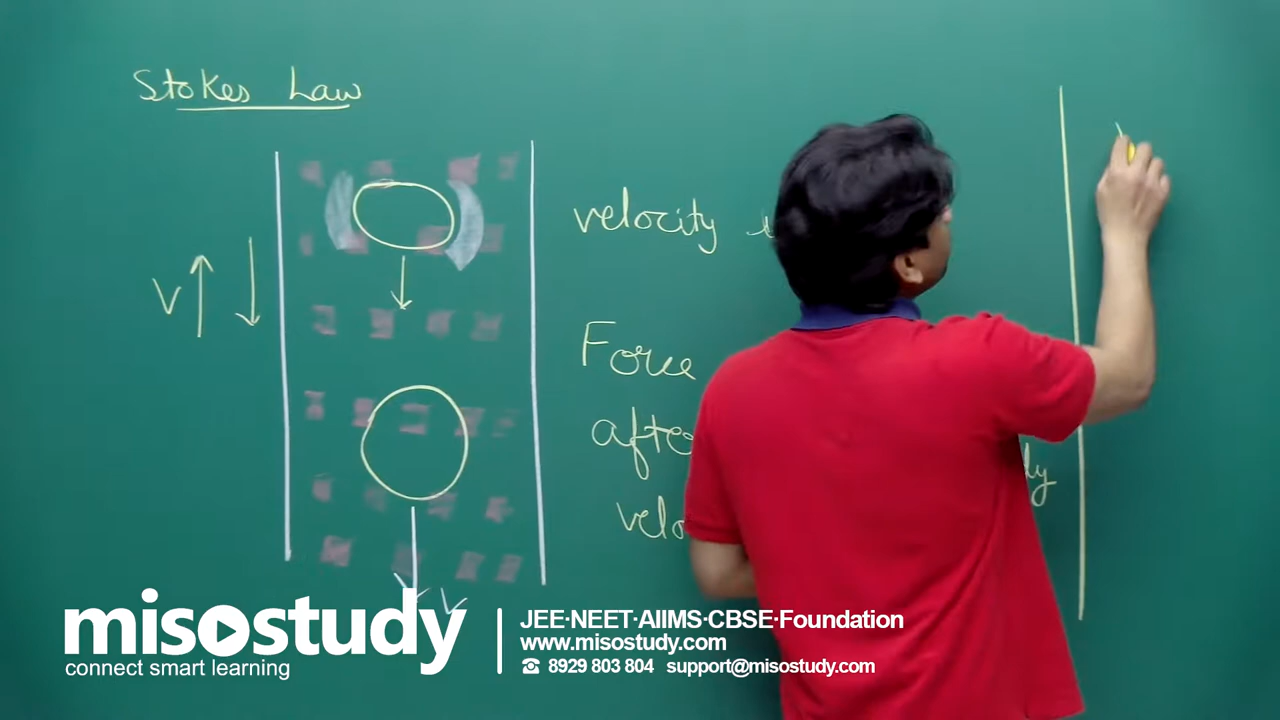 Stokes Law
velocity
V
Force
V
misostudy
connect smart learning
JEE·NEET·AIIMS·CBSE·Foundation
www.misostudy.com
8929 803 804 support@misostudy.com